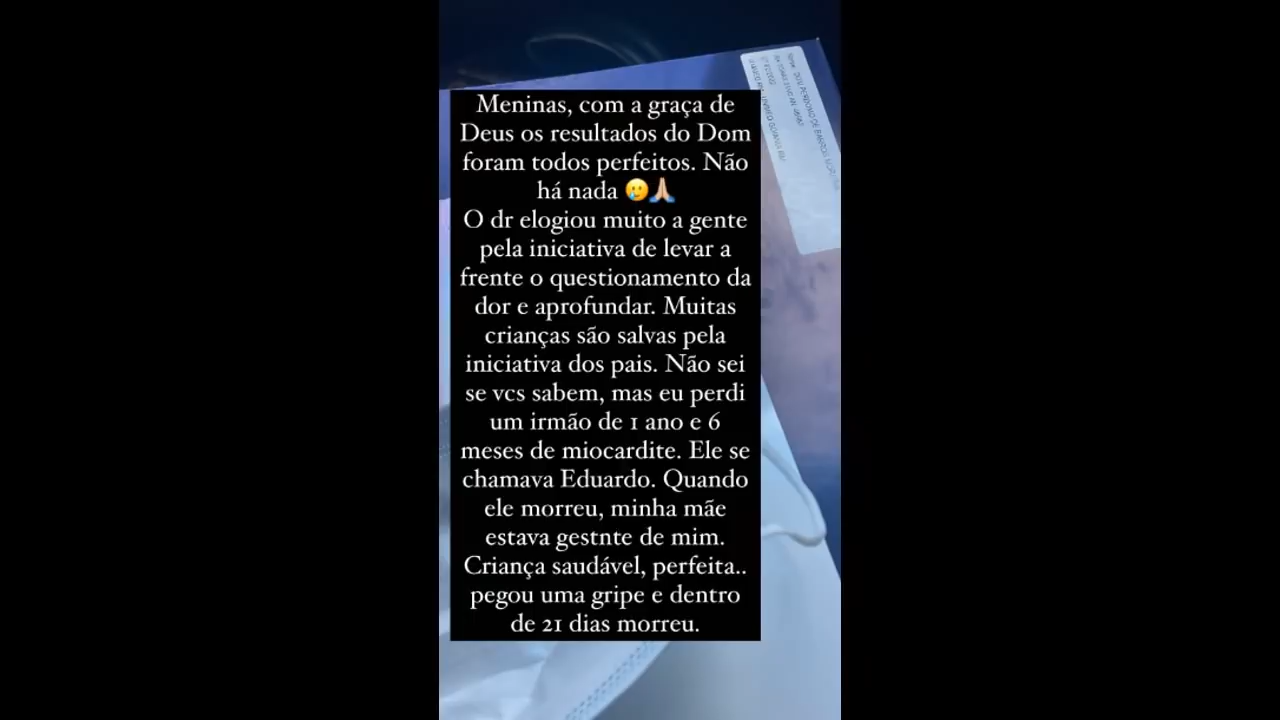 Meninas, com a graça de
Deus os resultados do Dom
foram todos perfeitos. Não
há nada 🥲🙏🏼
O dr elogiou muito a gente
pela iniciativa de levar a
frente o questionamento da
dor e aprofundar. Muitas
crianças são salvas pela
iniciativa dos pais. Não sei
se vcs sabem, mas eu perdi
um irmão de 1 ano e 6
meses de miocardite. Ele se
chamava Eduardo. Quando
ele morreu, minha mãe
estava gestnte de mim.
Criança saudável, perfeita..
pegou uma gripe e dentro
de 21 dias morreu.